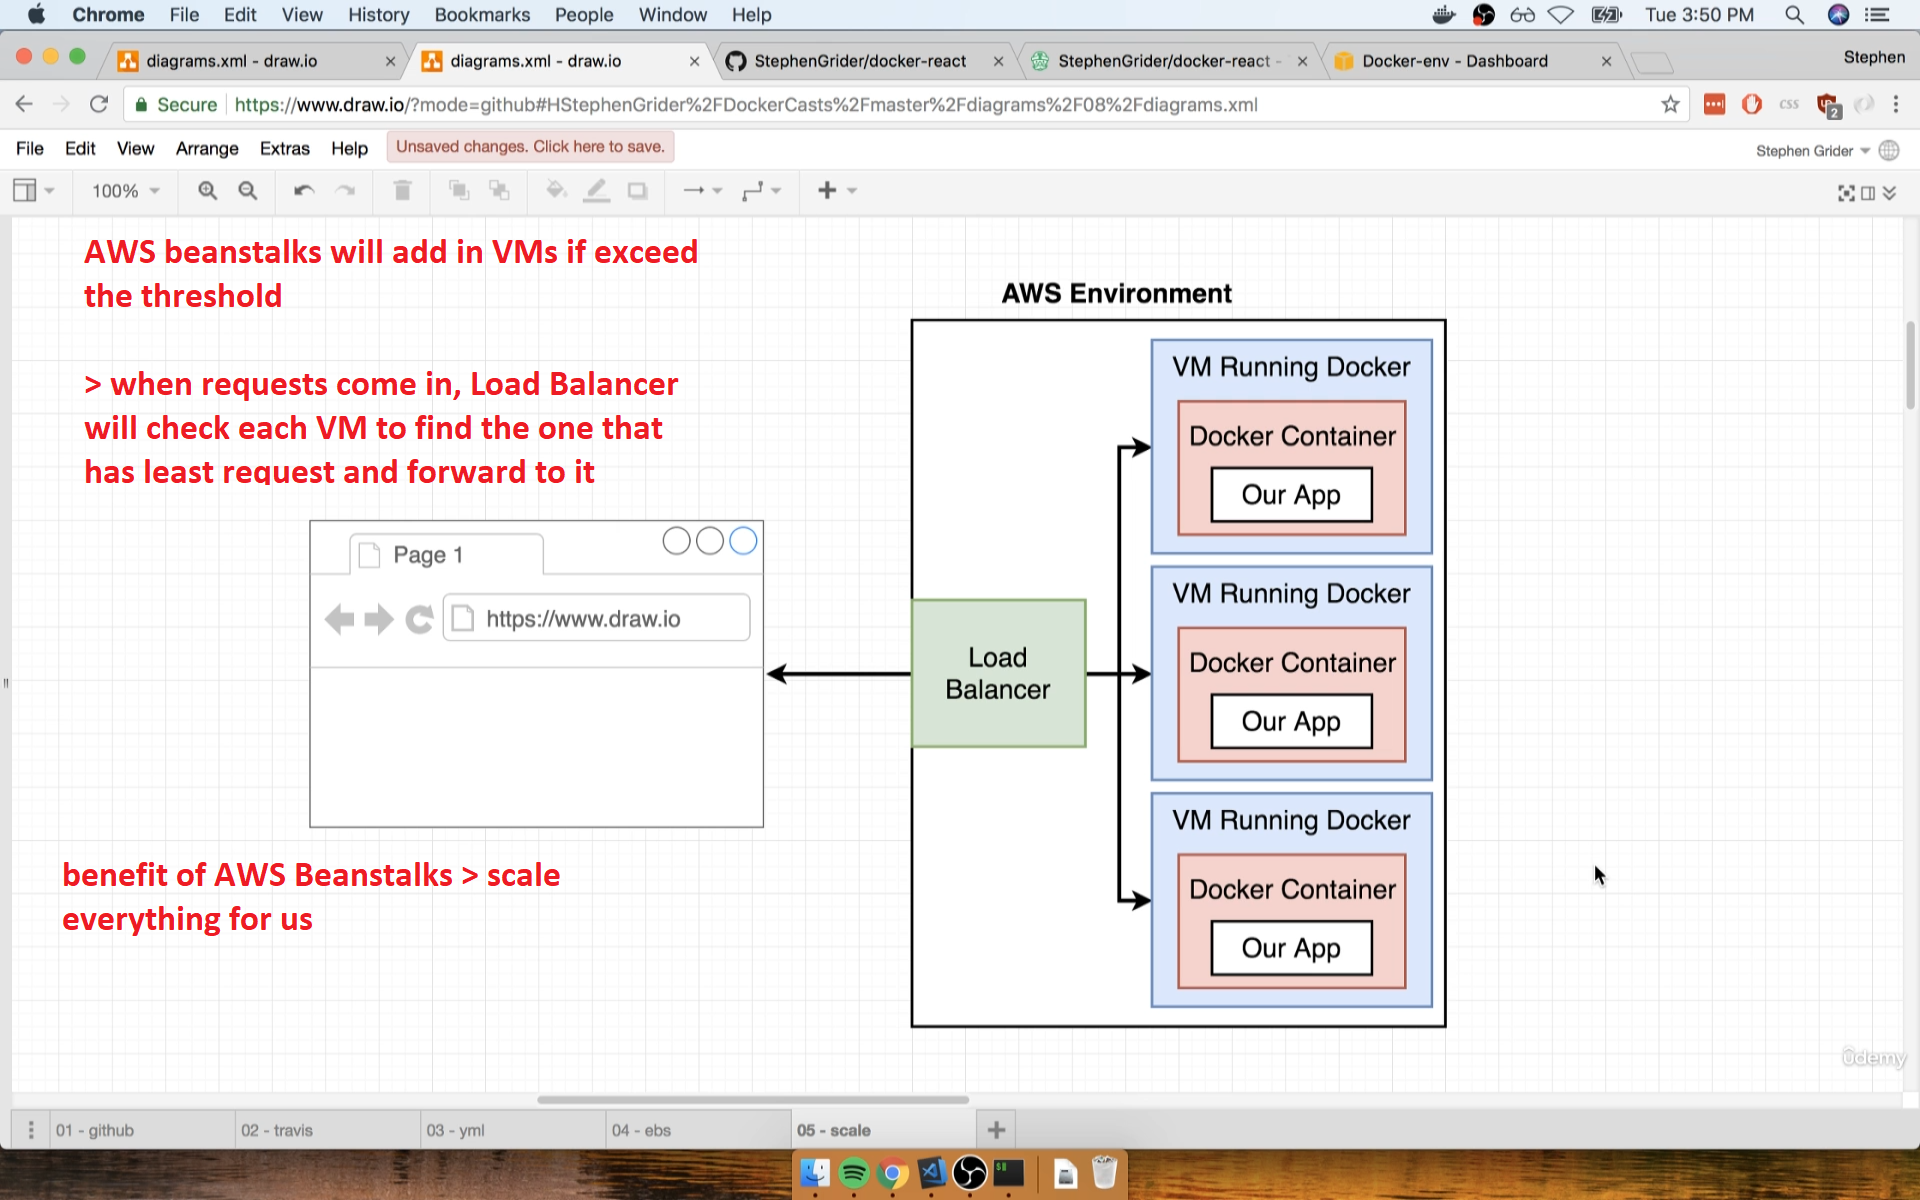 Chrome File Edit View History Bookmarks People Window Help Tue 3:50 PM
diagrams.xml - draw.io diagrams.xml - draw.io StephenGrider/docker-react StephenGrider/docker-react - Docker-env - Dashboard Stephen
Secure https://www.draw.io/?mode=github#HStephenGrider%2FDockerCasts%2Fmaster%2Fdiagrams%2F08%2Fdiagrams.xml CSS 2
File Edit View Arrange Extras Help Unsaved changes. Click here to save. Stephen Grider
100%
AWS beanstalks will add in VMs if exceed
the threshold
> when requests come in, Load Balancer
will check each VM to find the one that
has least request and forward to it
Page 1
https://www.draw.io
benefit of AWS Beanstalks > scale
everything for us
AWS Environment
Load
Balancer
VM Running Docker
Docker Container
Our App
VM Running Docker
Docker Container
Our App
VM Running Docker
Docker Container
Our App
udemy
01 - github 02 - travis 03 - yml 04 - ebs 05 - scale